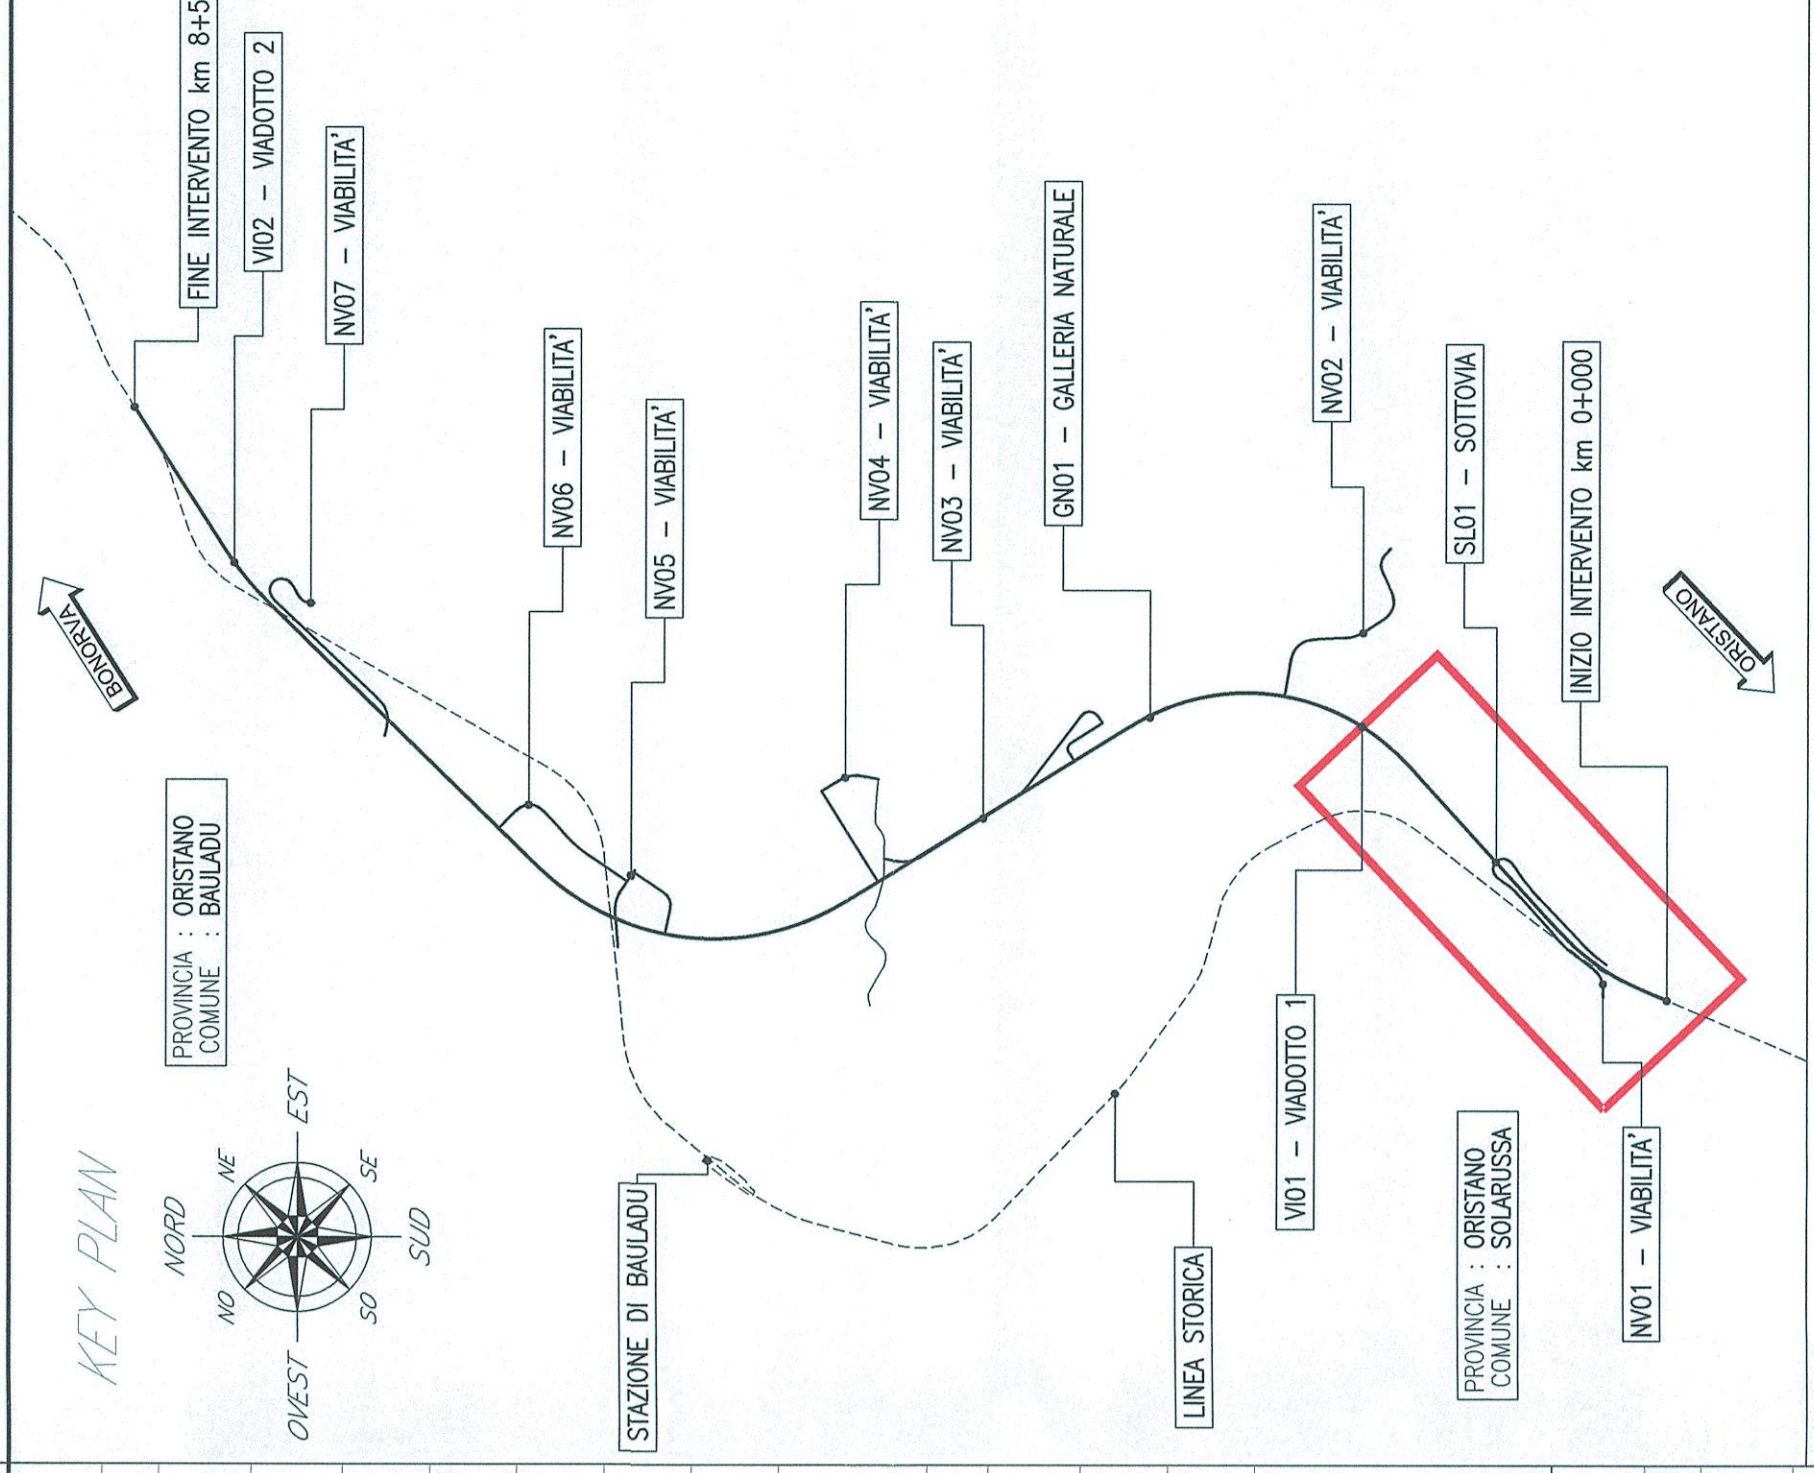 KEY PLAN
NORD
NE
EST
SE
SUD
SO
OVEST
NO
PROVINCIA : ORISTANO
COMUNE : BAULADU
BONORVA
FINE INTERVENTO km 8+5
VI02 – VIADOTTO 2
NV07 – VIABILITA'
NV06 – VIABILITA'
NV05 – VIABILITA'
NV04 – VIABILITA'
NV03 – VIABILITA'
GN01 – GALLERIA NATURALE
NV02 – VIABILITA'
SL01 – SOTTOVIA
INIZIO INTERVENTO km 0+000
ORISTANO
STAZIONE DI BAULADU
LINEA STORICA
VI01 – VIADOTTO 1
PROVINCIA : ORISTANO
COMUNE : SOLARUSSA
NV01 – VIABILITA'